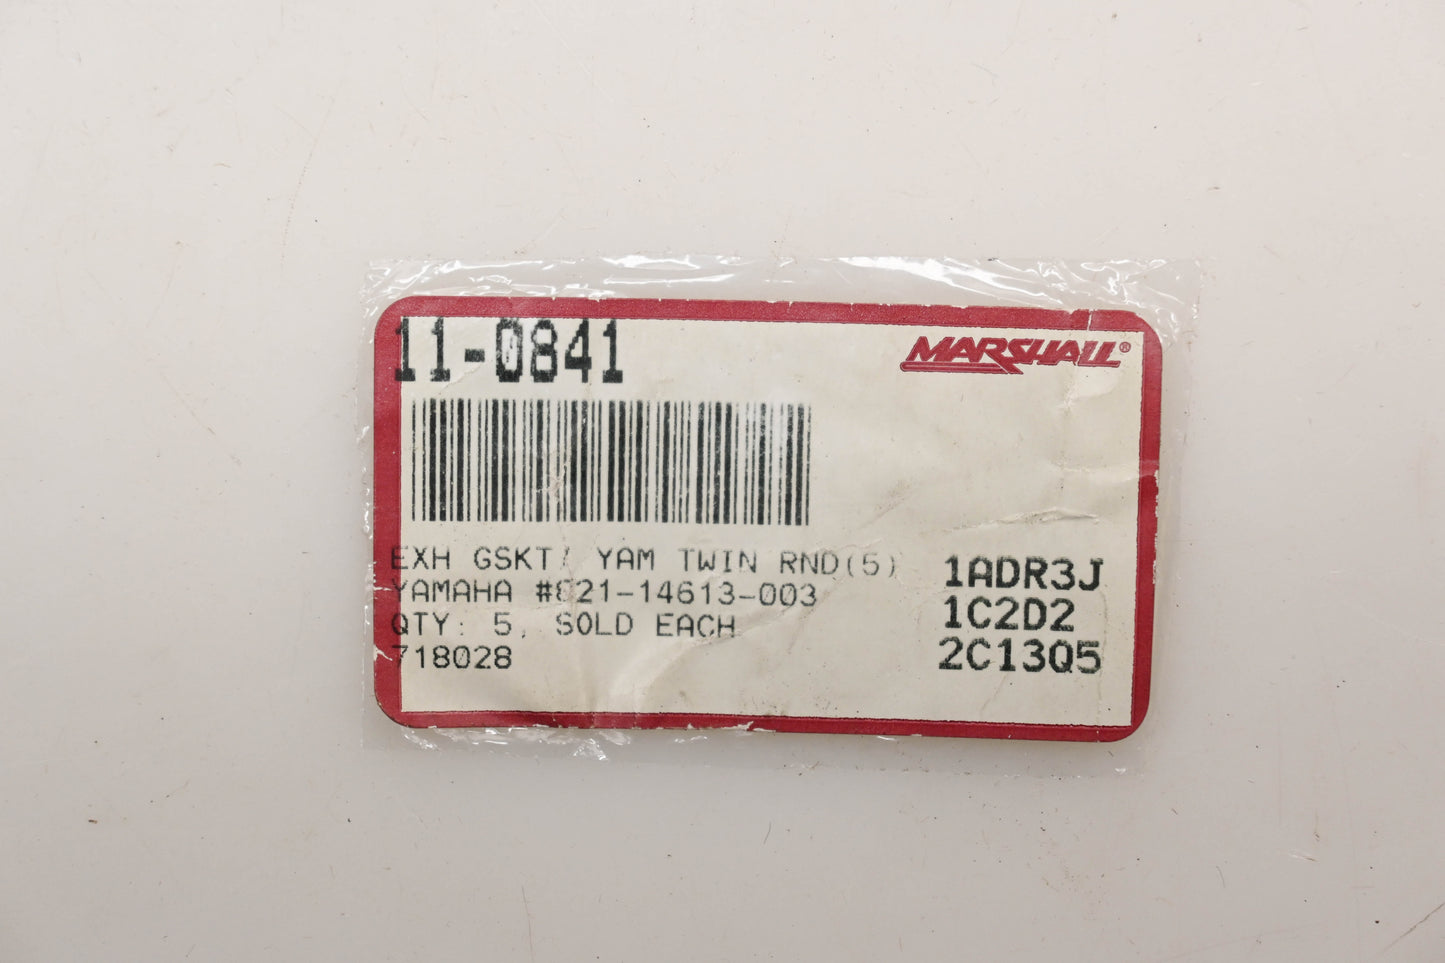 11-0841
MARSHALL®
EXH GSKT/ YAM TWIN RND(5)
YAMAHA #821-14613-003
QTY: 5, SOLD EACH
718028
1ADR3J
1C2D2
2C13Q5